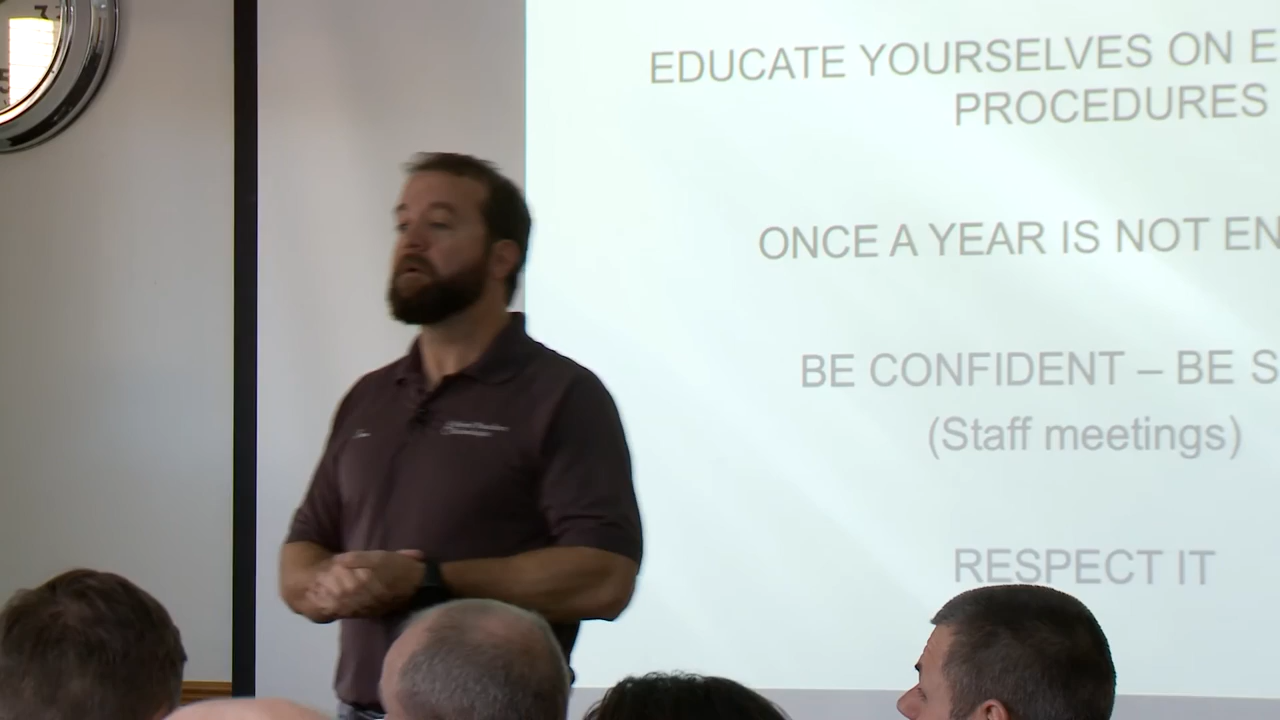 EDUCATE YOURSELVES ON E
PROCEDURES
ONCE A YEAR IS NOT EN
BE CONFIDENT – BE S
(Staff meetings)
RESPECT IT